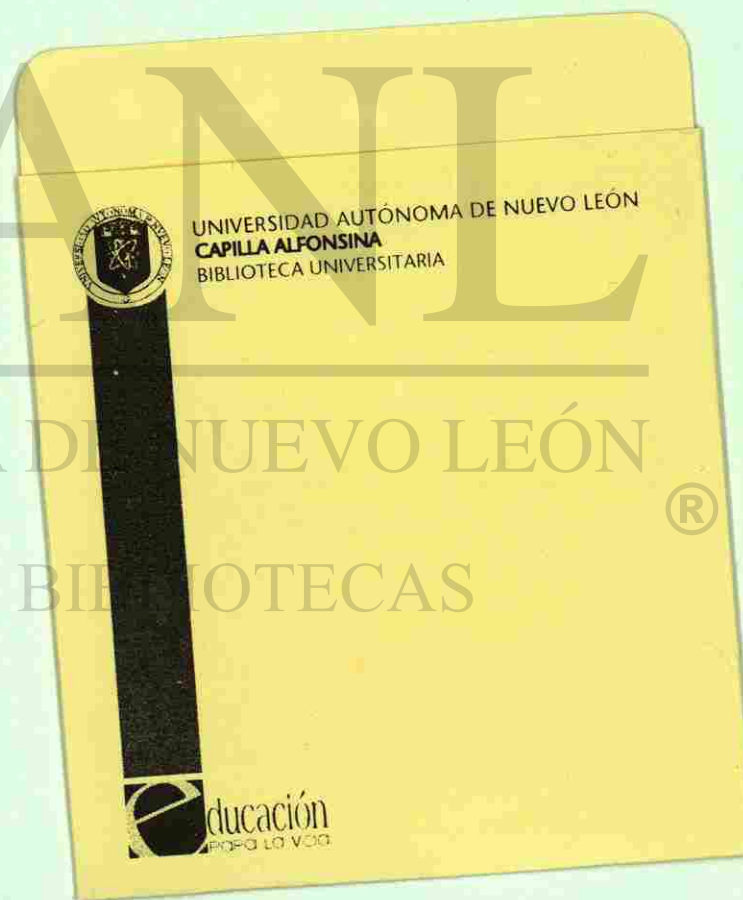 ANL
UNIVERSIDAD AUTÓNOMA DE NUEVO LEÓN
CAPILLA ALFONSINA
BIBLIOTECA UNIVERSITARIA
A DE NUEVO LEÓN
®
BIBLIOTECAS
educación
PARA LA VIDA